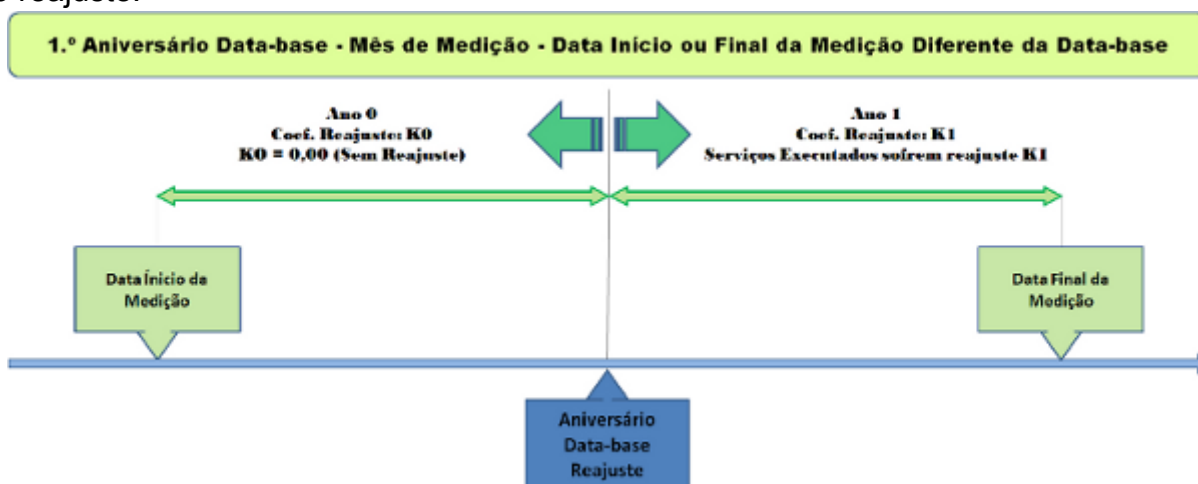 o reajuste.
1.º Aniversário Data-base - Mês de Medição - Data Início ou Final da Medição Diferente da Data-base
Ano 0
Coef. Reajuste: K0
K0 = 0,00 (Sem Reajuste)
Ano 1
Coef. Reajuste: K1
Serviços Executados sofrem reajuste K1
Data Ínicio da
Medição
Data Final da
Medição
Aniversário
Data-base
Reajuste